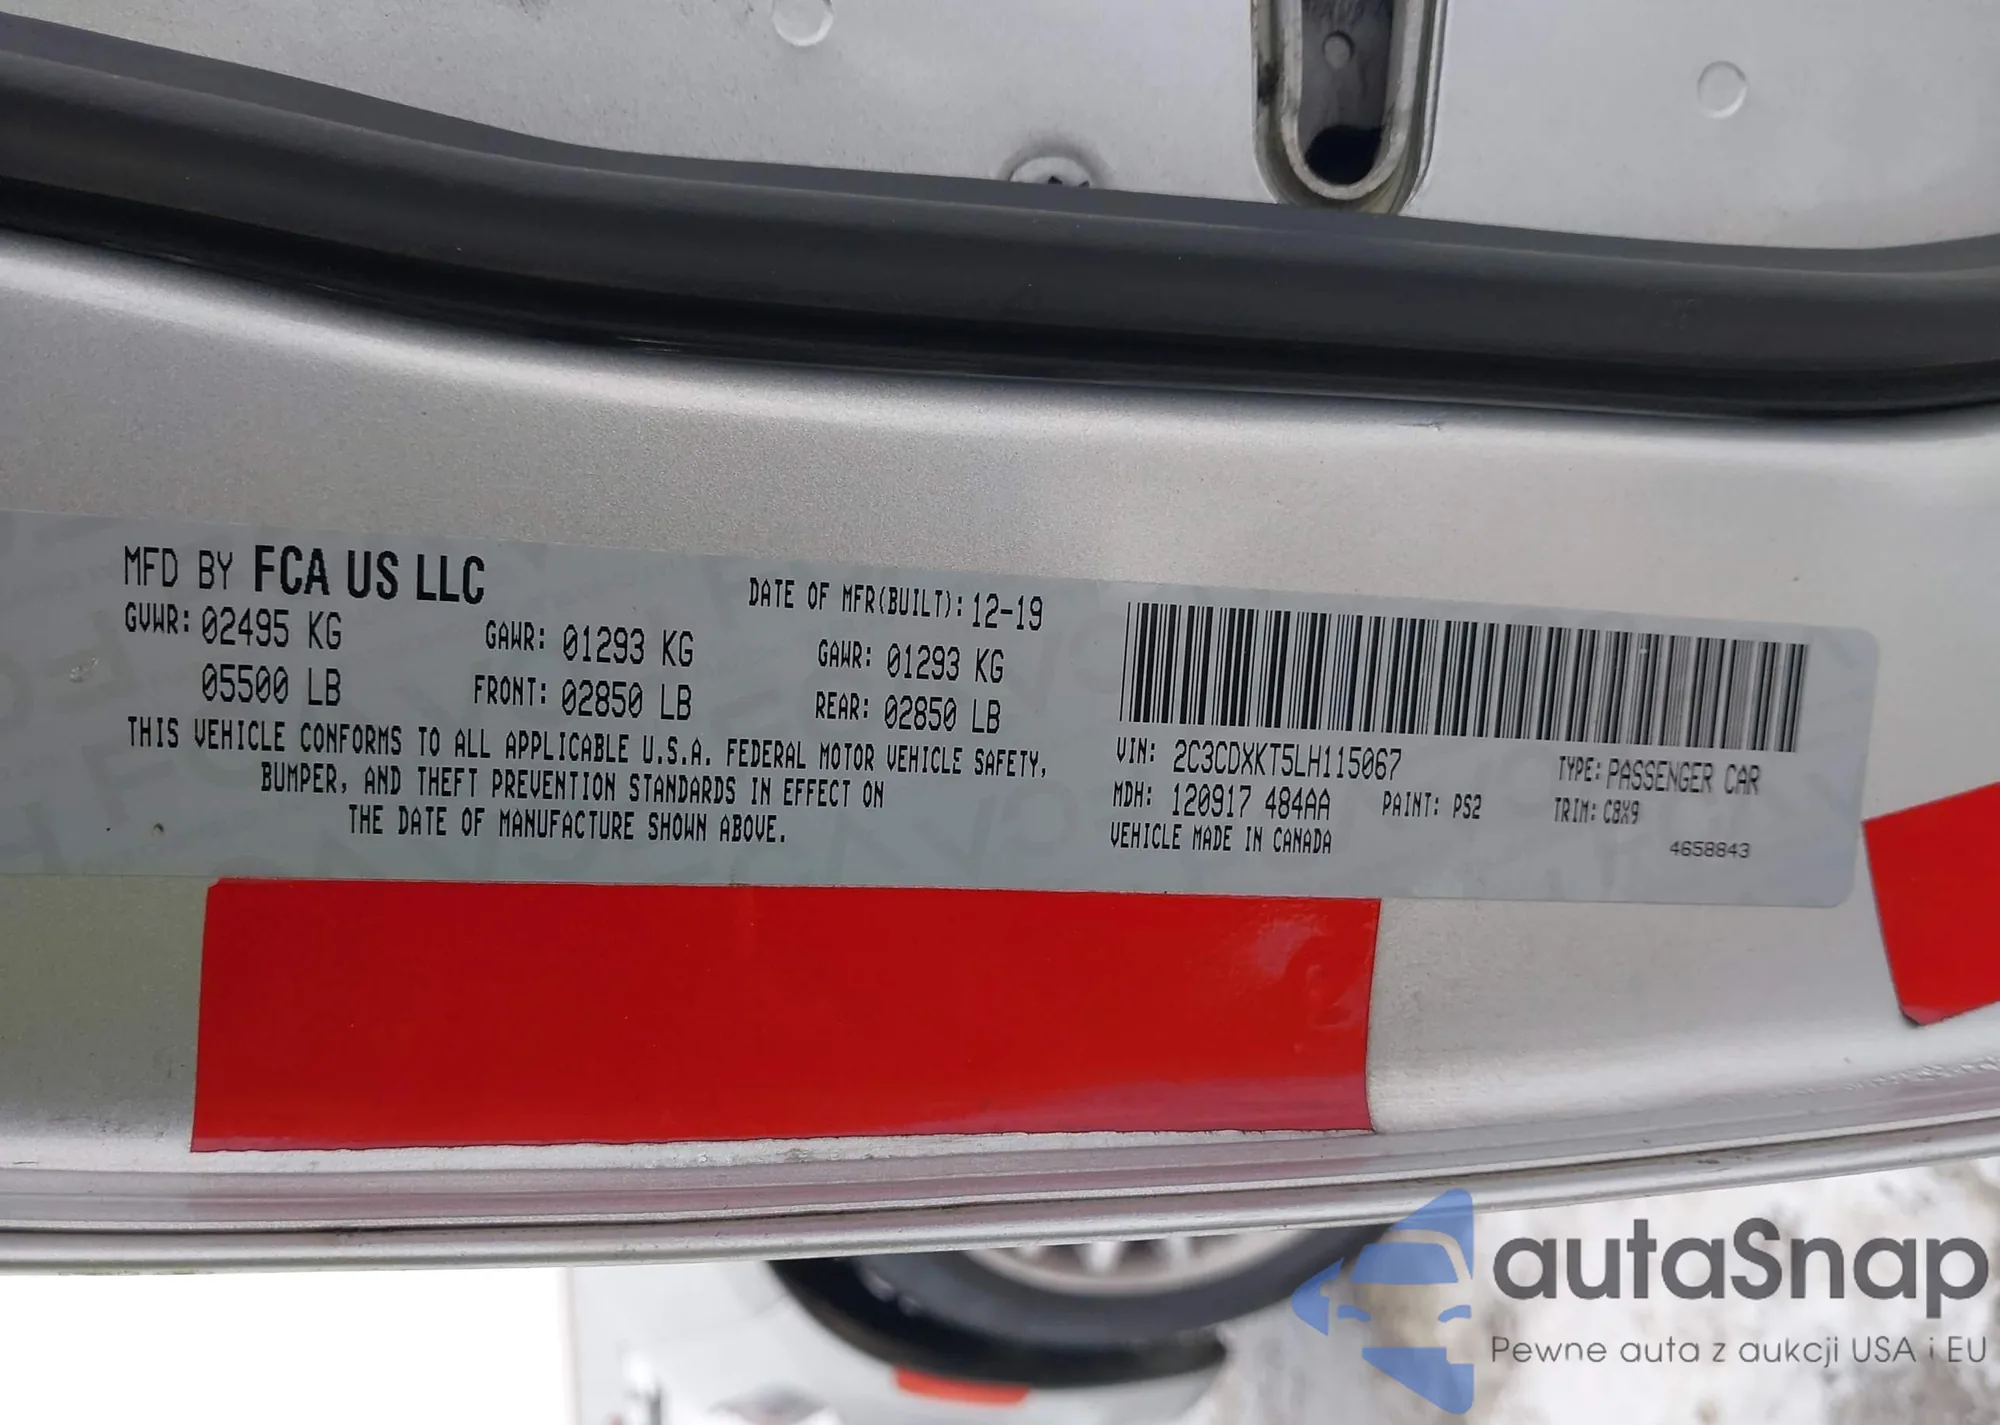 MFD BY FCA US LLC
DATE OF MFR(BUILT): 12-19
GVWR: 02495 KG
GAWR: 01293 KG
GAWR: 01293 KG
05500 LB
FRONT: 02850 LB
REAR: 02850 LB
THIS VEHICLE CONFORMS TO ALL APPLICABLE U.S.A. FEDERAL MOTOR VEHICLE SAFETY,
BUMPER, AND THEFT PREVENTION STANDARDS IN EFFECT ON
THE DATE OF MANUFACTURE SHOWN ABOVE.
VIN: 2C3CDXKT5LH115067
TYPE: PASSENGER CAR
MDH: 120917 484AA
PAINT: PS2
TRIM: C8X9
VEHICLE MADE IN CANADA
4658843
autaSnap
Pewne auta z aukcji USA i EU